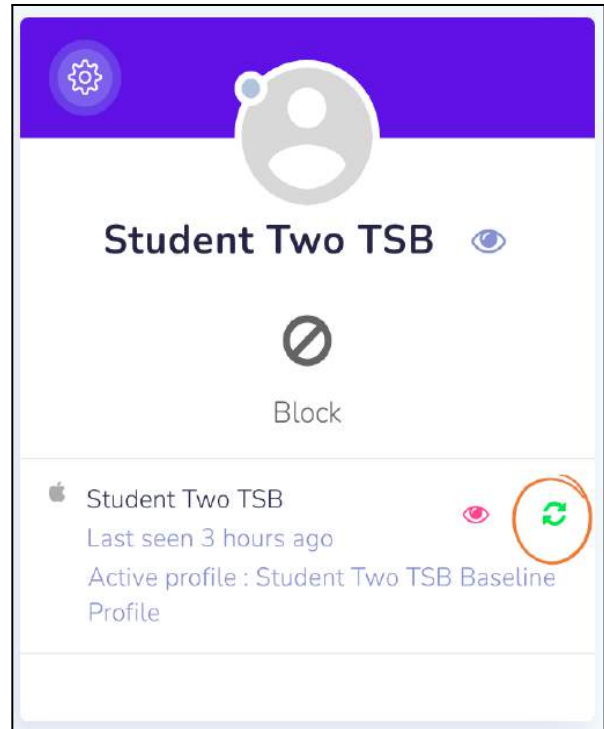 Student Two TSB
Block
Student Two TSB
Last seen 3 hours ago
Active profile : Student Two TSB Baseline
Profile